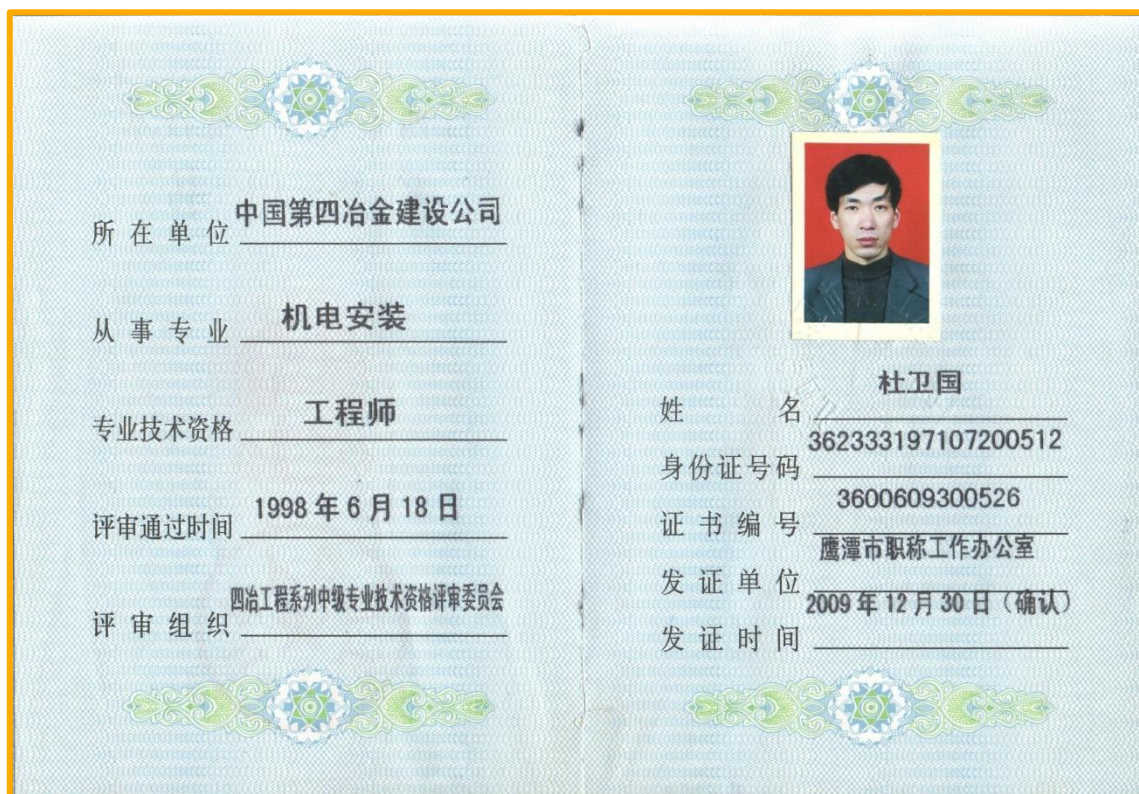 所在单位 中国第四冶金建设公司
从事专业 机电安装
专业技术资格 工程师
评审通过时间 1998年6月18日
评审组织 四冶工程系列中级专业技术资格评审委员会
姓名 杜卫国
身份证号码 362333197107200512
证书编号 3600609300526
发证单位 鹰潭市职称工作办公室
发证时间 2009年12月30日（确认）